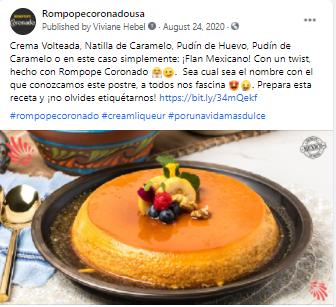 Rompopecoronadousa
Published by Viviane Hebel · August 24, 2020 ·
Crema Volteada, Natilla de Caramelo, Pudín de Huevo, Pudín de
Caramelo o en este caso simplemente: ¡Flan Mexicano! Con un twist,
hecho con Rompope Coronado 🤗😋. Sea cual sea el nombre con el
que conozcamos este postre, a todos nos fascina 🥰😋. Prepara esta
receta y ¡no olvides etiquetárnos! https://bit.ly/34mQekf
#rompopecoronado #creamliqueur #porunavidamasdulce
MEXICO